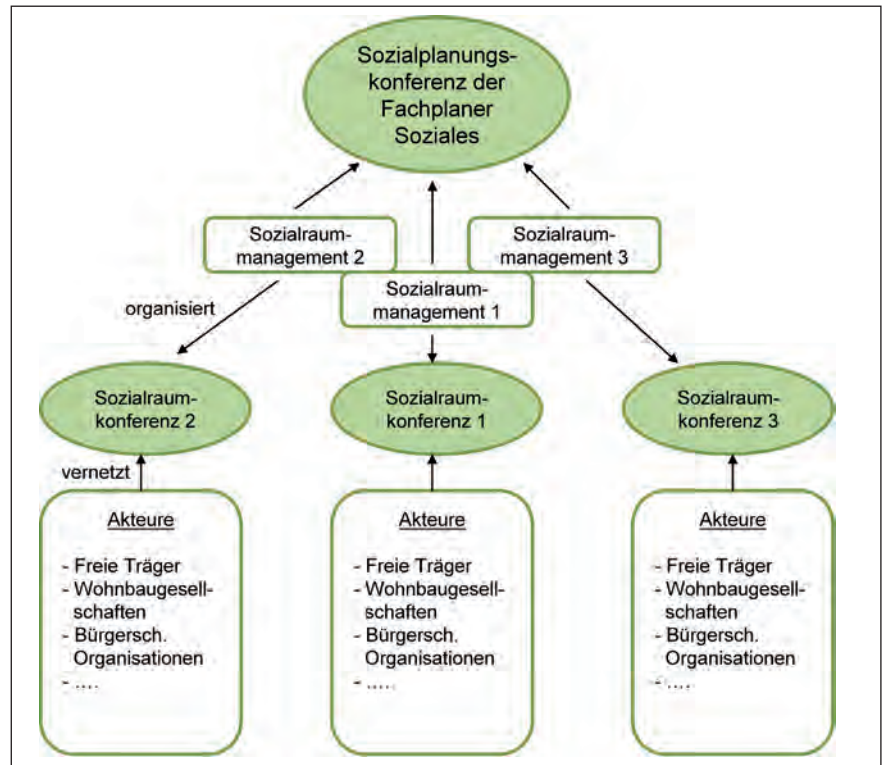 Sozialplanungs-
konferenz der
Fachplaner
Soziales
Sozialraum-
management 2
Sozialraum-
management 3
Sozialraum-
management 1
organisiert
Sozialraum-
konferenz 2
Sozialraum-
konferenz 1
Sozialraum-
konferenz 3
vernetzt
Akteure
- Freie Träger
- Wohnbaugesell-
schaften
- Bürgersch.
Organisationen
- ....
Akteure
- Freie Träger
- Wohnbaugesell-
schaften
- Bürgersch.
Organisationen
- .....
Akteure
- Freie Träger
- Wohnbaugesell-
schaften
- Bürgersch.
Organisationen
- ....